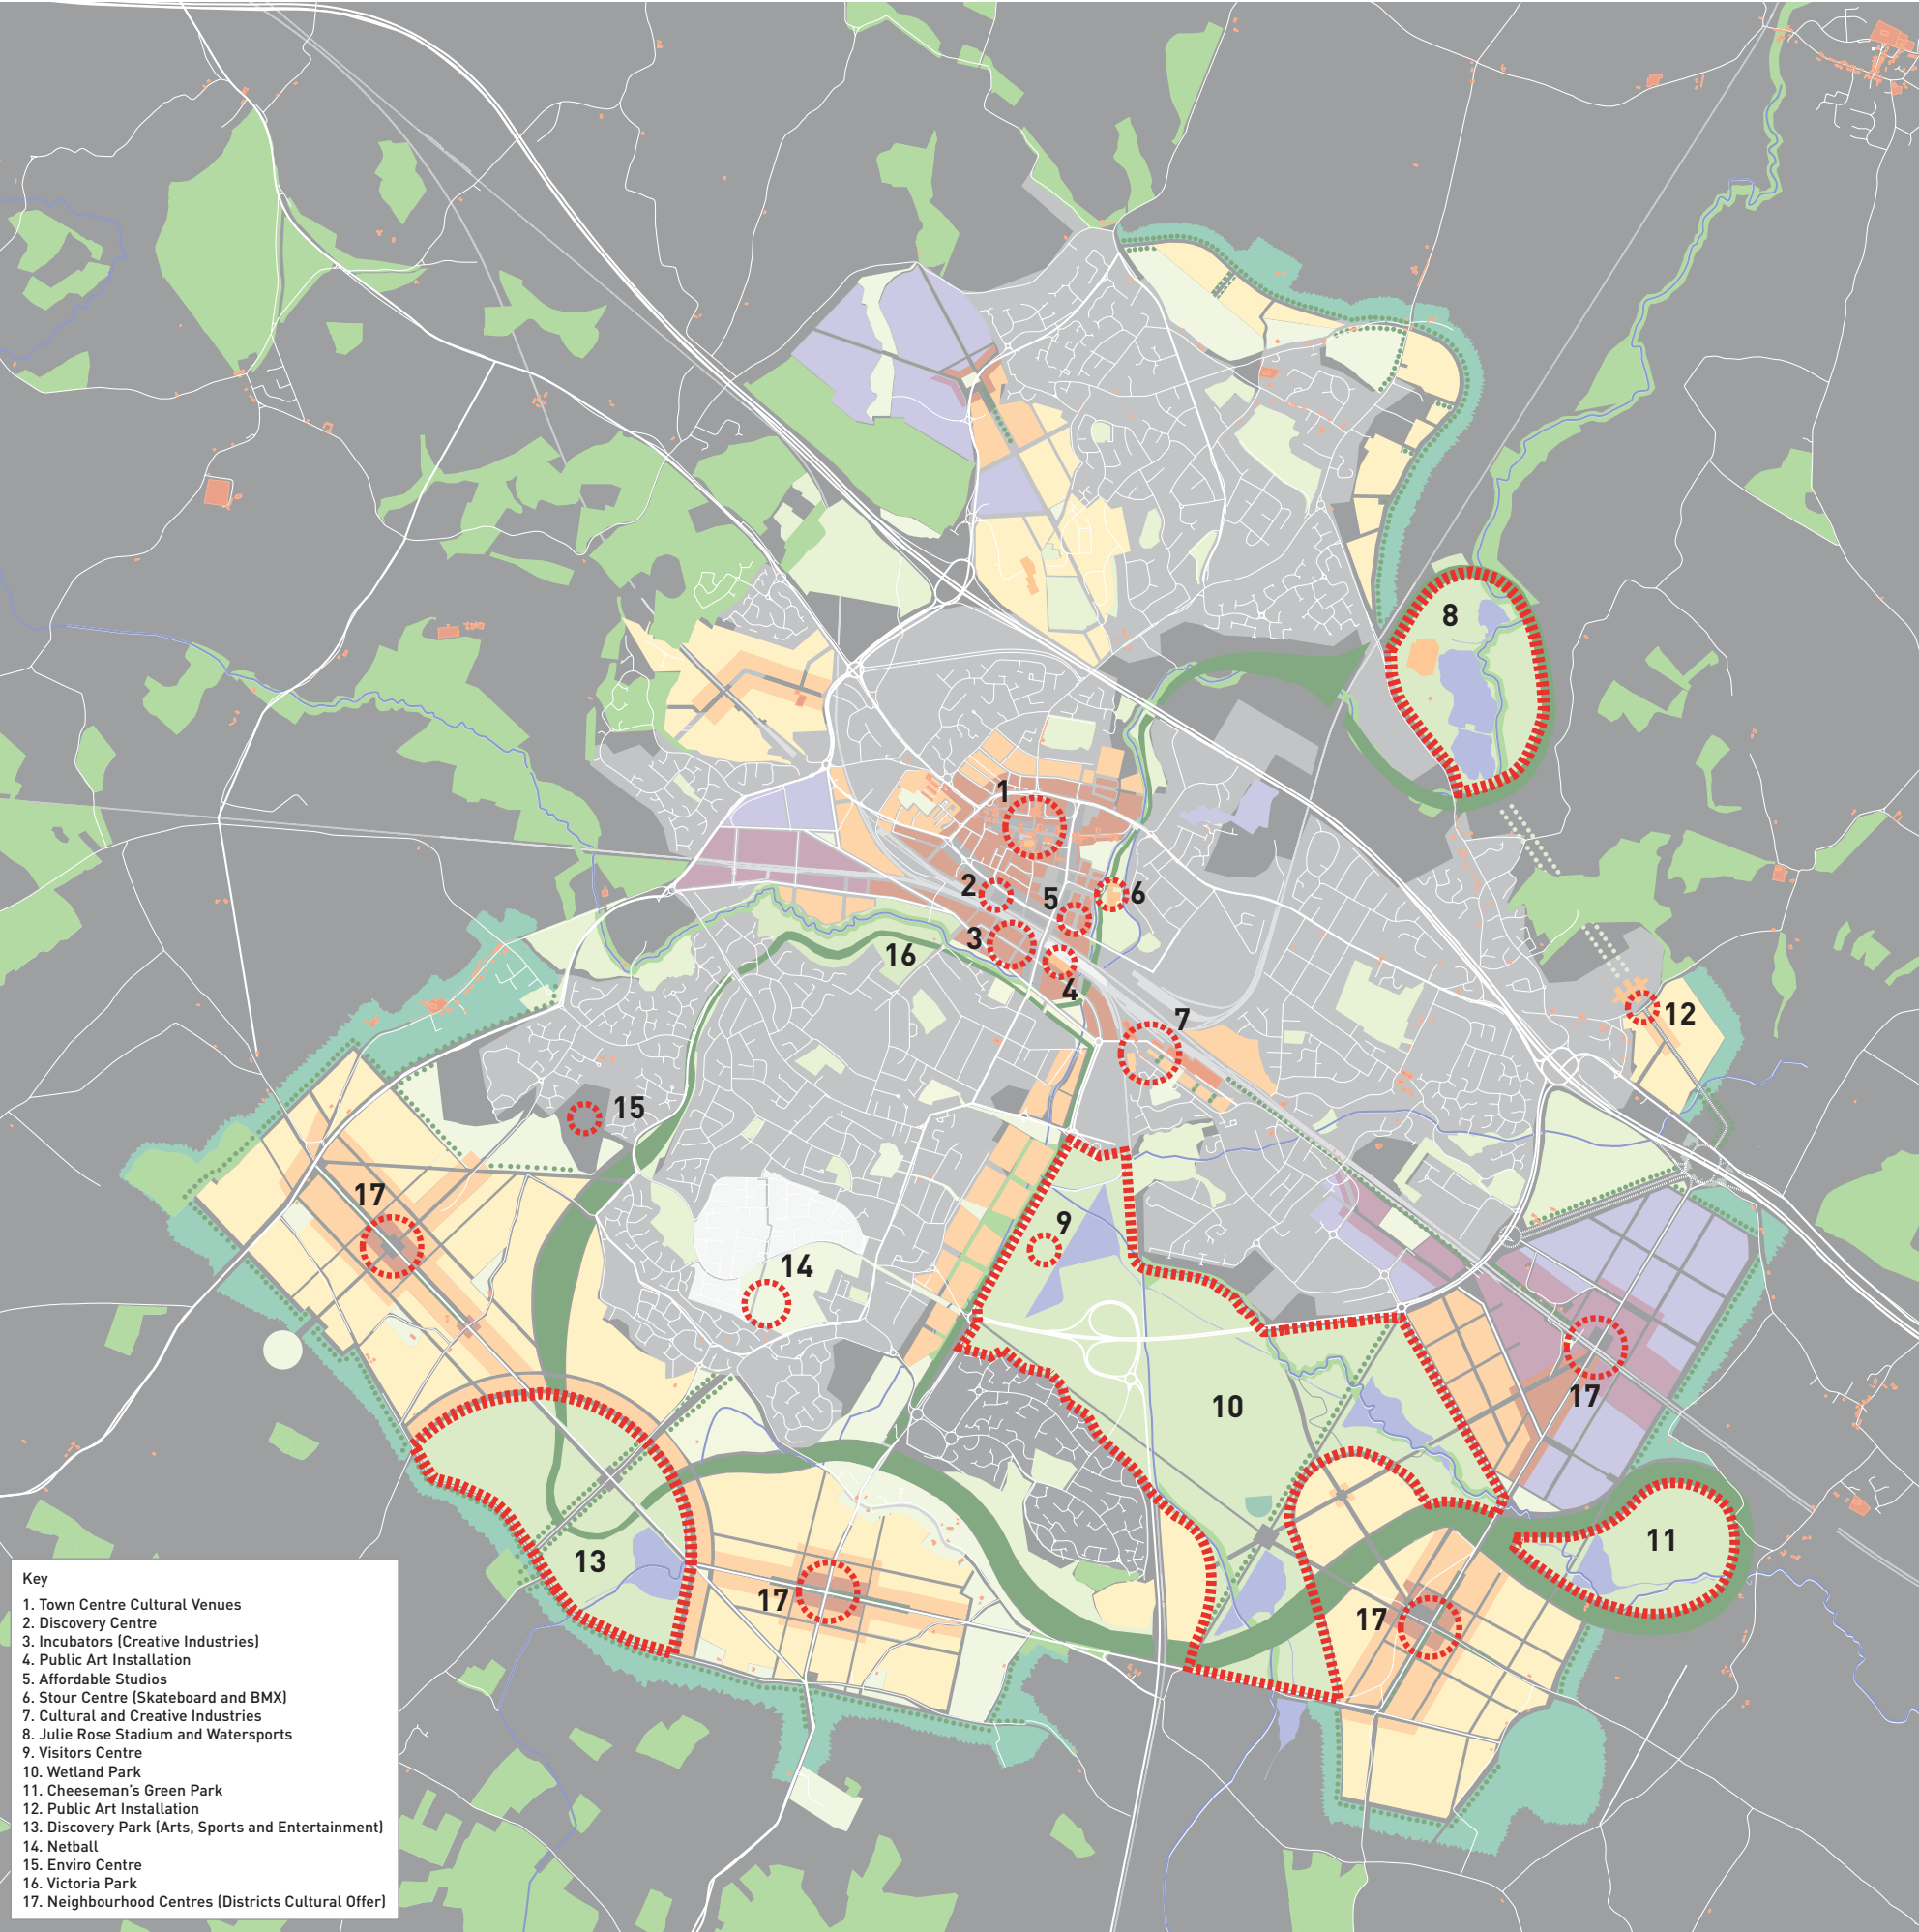 8
1
2
5
6
3
16
4
7
12
15
17
9
14
17
10
13
11
17
17
Key
1. Town Centre Cultural Venues
2. Discovery Centre
3. Incubators (Creative Industries)
4. Public Art Installation
5. Affordable Studios
6. Stour Centre (Skateboard and BMX)
7. Cultural and Creative Industries
8. Julie Rose Stadium and Watersports
9. Visitors Centre
10. Wetland Park
11. Cheeseman's Green Park
12. Public Art Installation
13. Discovery Park (Arts, Sports and Entertainment)
14. Netball
15. Enviro Centre
16. Victoria Park
17. Neighbourhood Centres (Districts Cultural Offer)